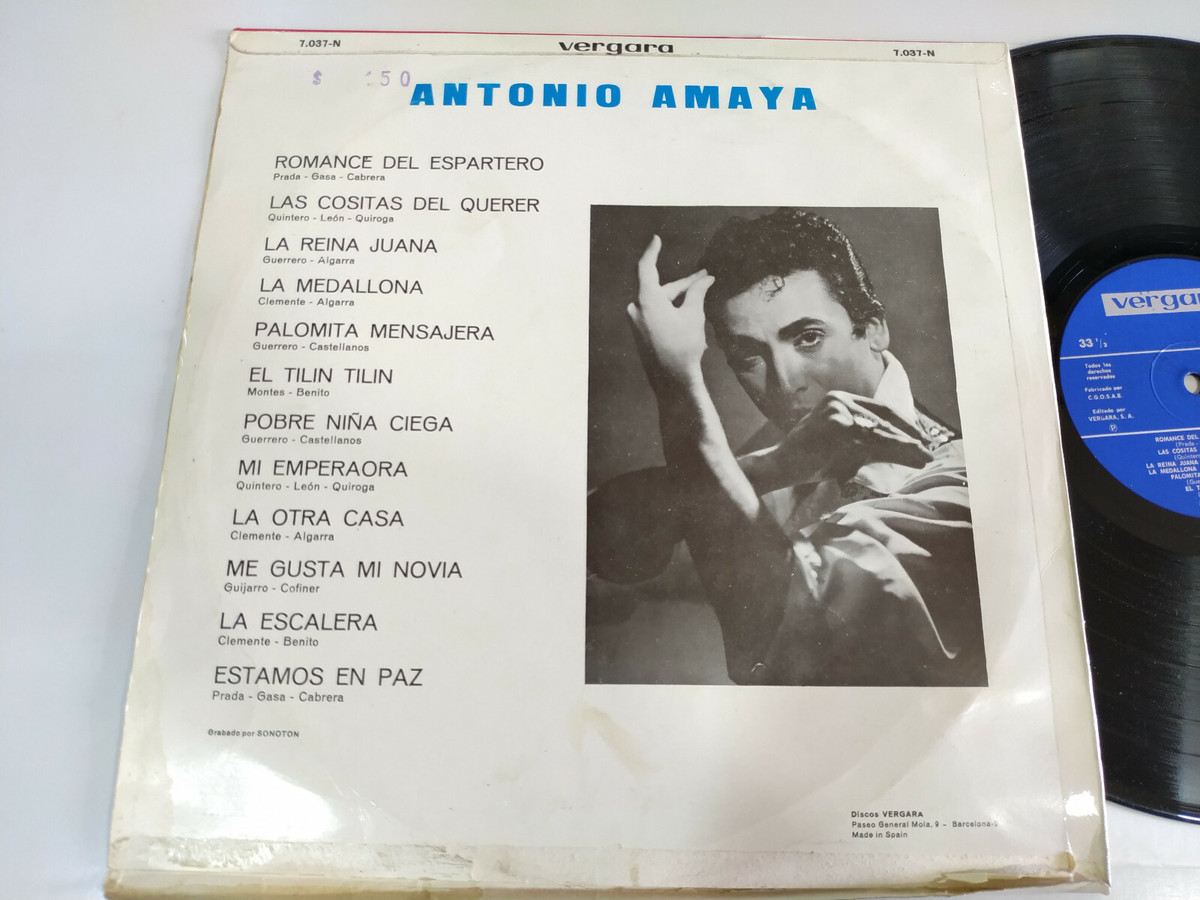 7.037-N vergara 7.037-N
$ 150
ANTONIO AMAYA
ROMANCE DEL ESPARTERO
Prada - Gasa - Cabrera
LAS COSITAS DEL QUERER
Quintero - León - Quiroga
LA REINA JUANA
Guerrero - Algarra
LA MEDALLONA
Clemente - Algarra
PALOMITA MENSAJERA
Guerrero - Castellanos
EL TILIN TILIN
Montes - Benito
POBRE NIÑA CIEGA
Guerrero - Castellanos
MI EMPERAORA
Quintero - León - Quiroga
LA OTRA CASA
Clemente - Algarra
ME GUSTA MI NOVIA
Guijarro - Cofiner
LA ESCALERA
Clemente - Benito
ESTAMOS EN PAZ
Prada - Gasa - Cabrera
Grabado por SONOTON
Discos VERGARA
Paseo General Mola, 9 - Barcelona-9
Made in Spain
vergara
33 1/3
Todos los
derechos
reservados
Fabricado por
C.G.O.S.A.B.
Editado por
VERGARA, S. A.
ROMANCE DEL
(Prada -
LAS COSITAS
LA REINA JUANA
LA MEDALLONA
PALOMITA
EL T